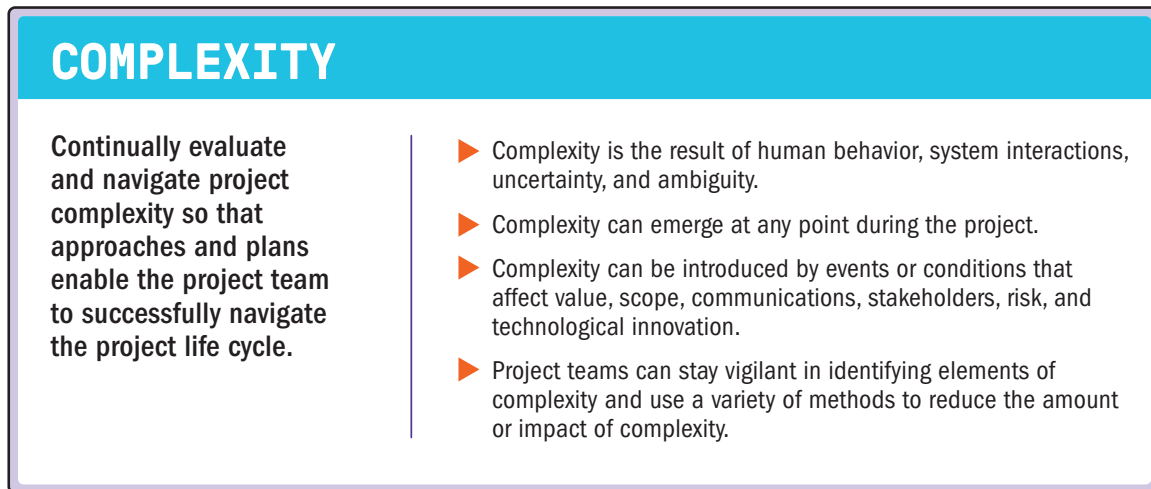 COMPLEXITY
Continually evaluate
and navigate project
complexity so that
approaches and plans
enable the project team
to successfully navigate
the project life cycle.
Complexity is the result of human behavior, system interactions,
uncertainty, and ambiguity.
Complexity can emerge at any point during the project.
Complexity can be introduced by events or conditions that
affect value, scope, communications, stakeholders, risk, and
technological innovation.
Project teams can stay vigilant in identifying elements of
complexity and use a variety of methods to reduce the amount
or impact of complexity.